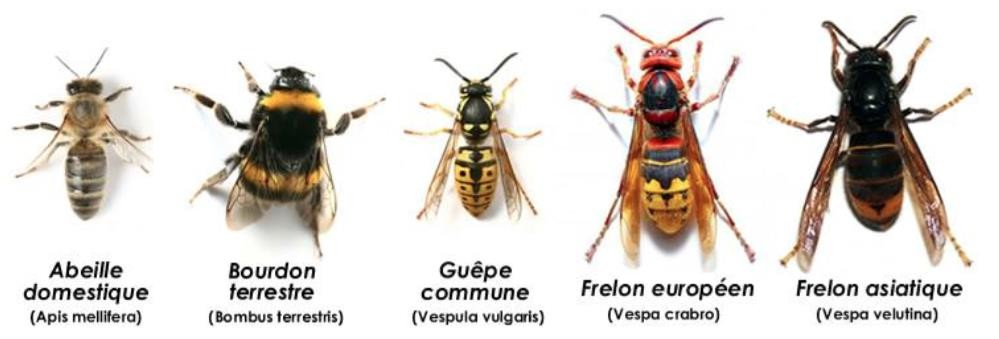 Abeille
domestique
(Apis mellifera)
Bourdon
terrestre
(Bombus terrestris)
Guêpe
commune
(Vespula vulgaris)
Frelon européen
(Vespa crabro)
Frelon asiatique
(Vespa velutina)